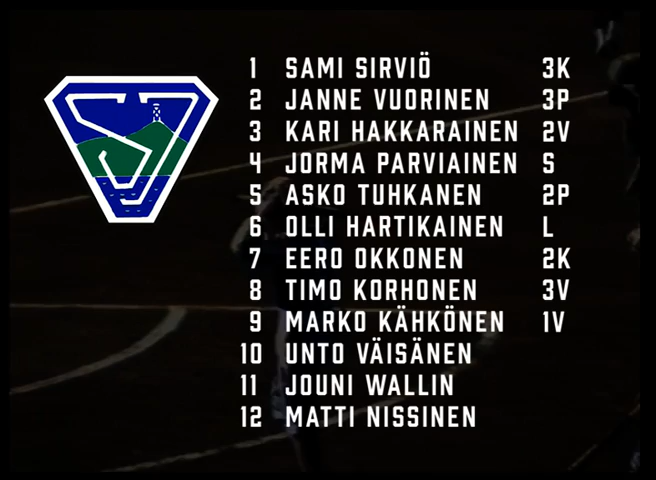 SJ
1 SAMI SIRVIÖ 3K
2 JANNE VUORINEN 3P
3 KARI HAKKARAINEN 2V
4 JORMA PARVIAINEN S
5 ASKO TUHKANEN 2P
6 OLLI HARTIKAINEN L
7 EERO OKKONEN 2K
8 TIMO KORHONEN 3V
9 MARKO KÄHKÖNEN 1V
10 UNTO VÄISÄNEN
11 JOUNI WALLIN
12 MATTI NISSINEN